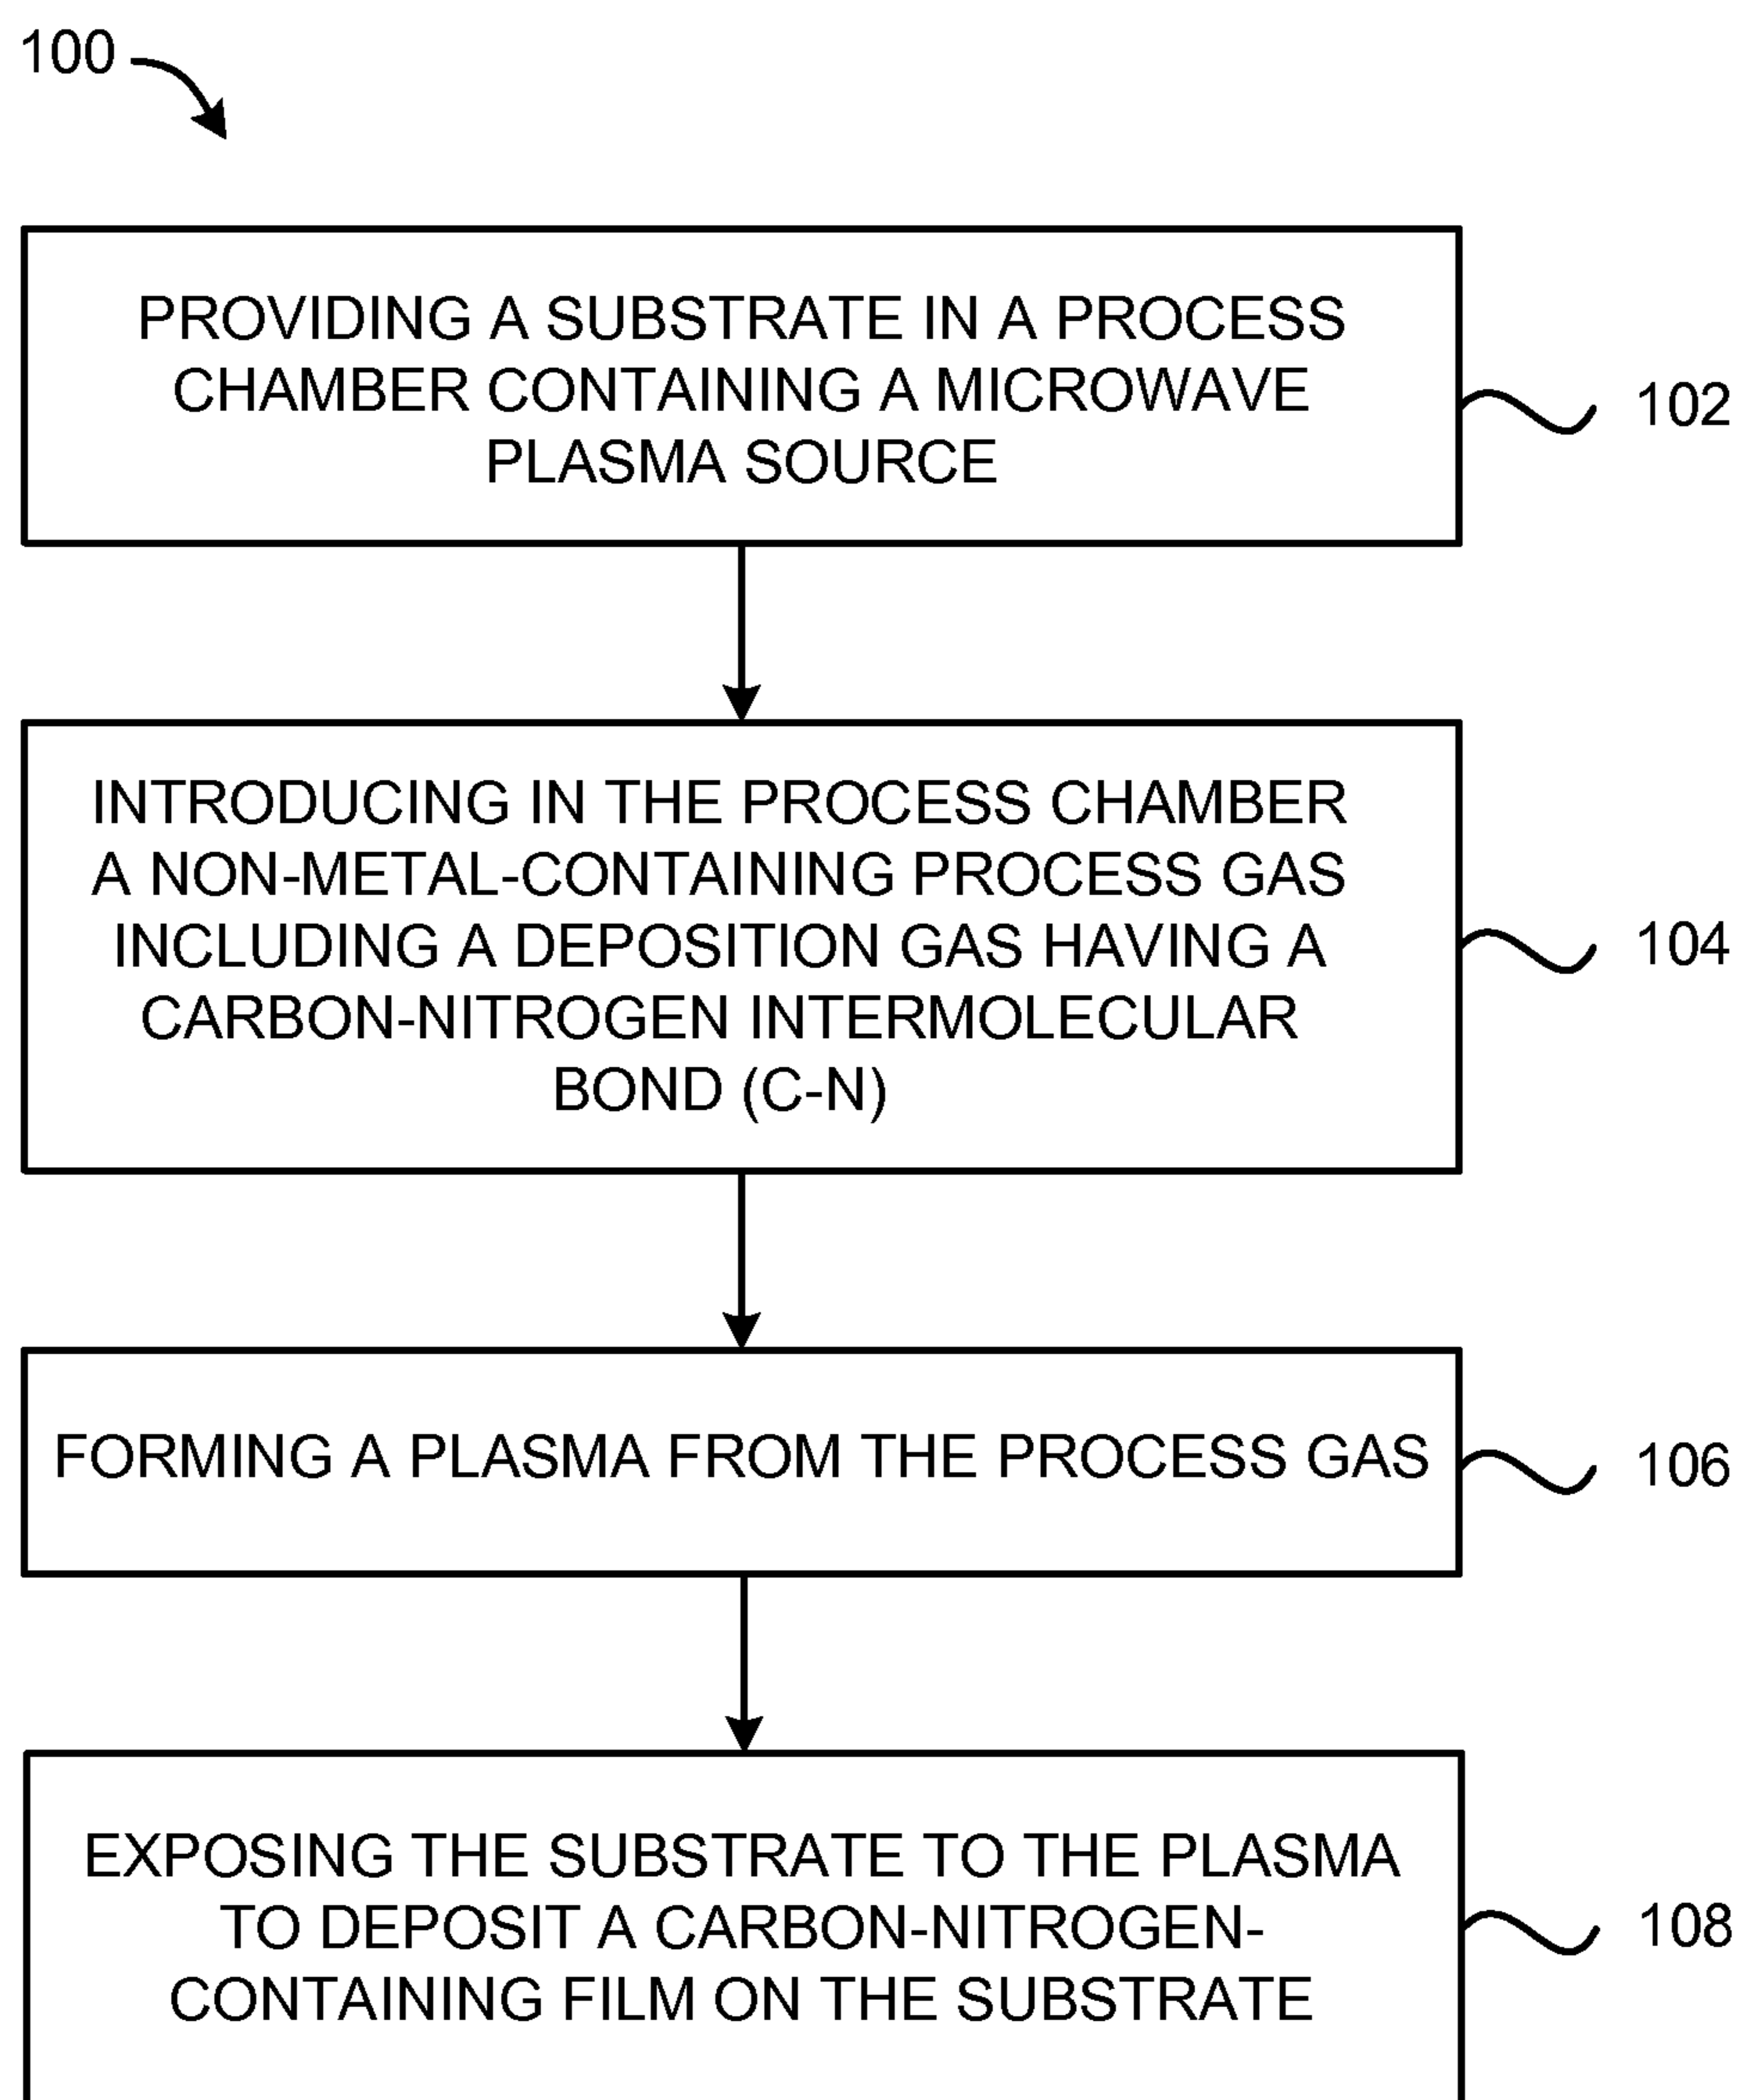 100
PROVIDING A SUBSTRATE IN A PROCESS
CHAMBER CONTAINING A MICROWAVE
PLASMA SOURCE
102
INTRODUCING IN THE PROCESS CHAMBER
A NON-METAL-CONTAINING PROCESS GAS
INCLUDING A DEPOSITION GAS HAVING A
CARBON-NITROGEN INTERMOLECULAR
BOND (C-N)
104
FORMING A PLASMA FROM THE PROCESS GAS
106
EXPOSING THE SUBSTRATE TO THE PLASMA
TO DEPOSIT A CARBON-NITROGEN-
CONTAINING FILM ON THE SUBSTRATE
108